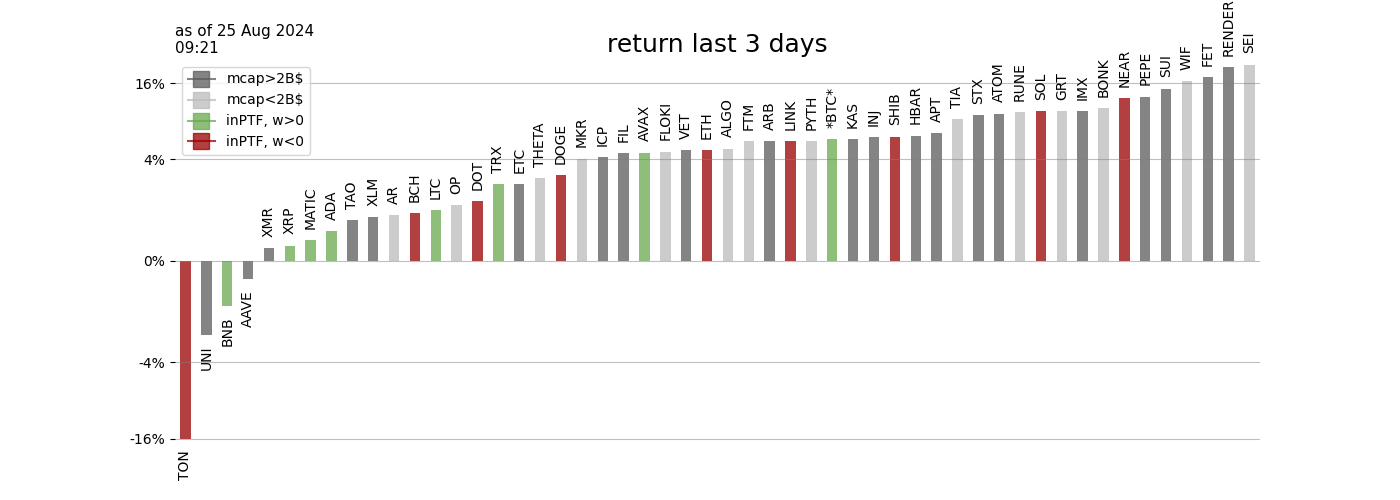 as of 25 Aug 2024
09:21
return last 3 days
mcap>2B$
mcap<2B$
inPTF, w>0
inPTF, w<0
16%
4%
0%
-4%
-16%
TON
UNI
BNB
AAVE
XMR
XRP
MATIC
ADA
TAO
XLM
AR
BCH
LTC
OP
DOT
TRX
ETC
THETA
DOGE
MKR
ICP
FIL
AVAX
FLOKI
VET
ETH
ALGO
FTM
ARB
LINK
PYTH
*BTC*
KAS
INJ
SHIB
HBAR
APT
TIA
STX
ATOM
RUNE
SOL
GRT
IMX
BONK
NEAR
PEPE
SUI
WIF
FET
RENDER
SEI